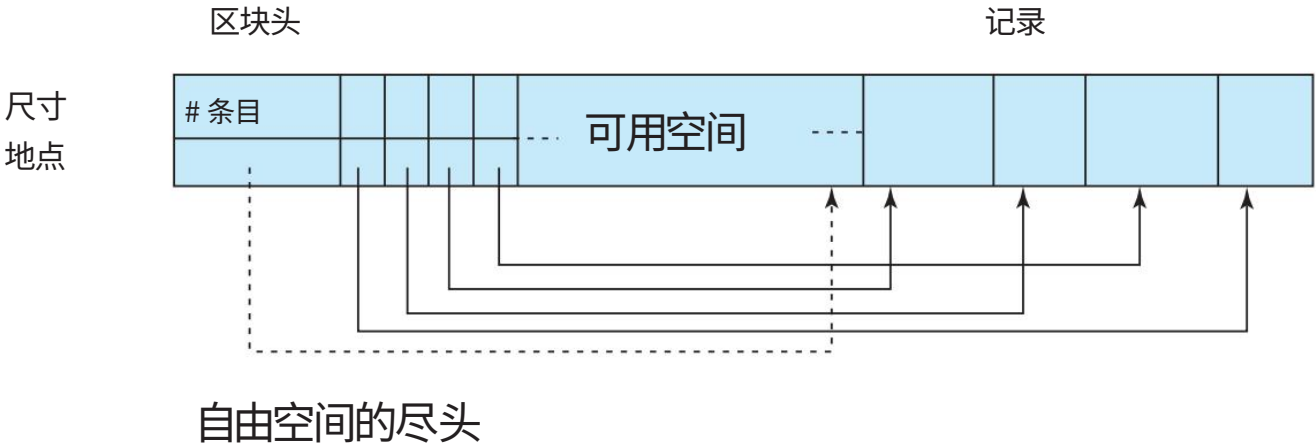 区块头
记录
尺寸
# 条目
可用空间
地点
自由空间的尽头